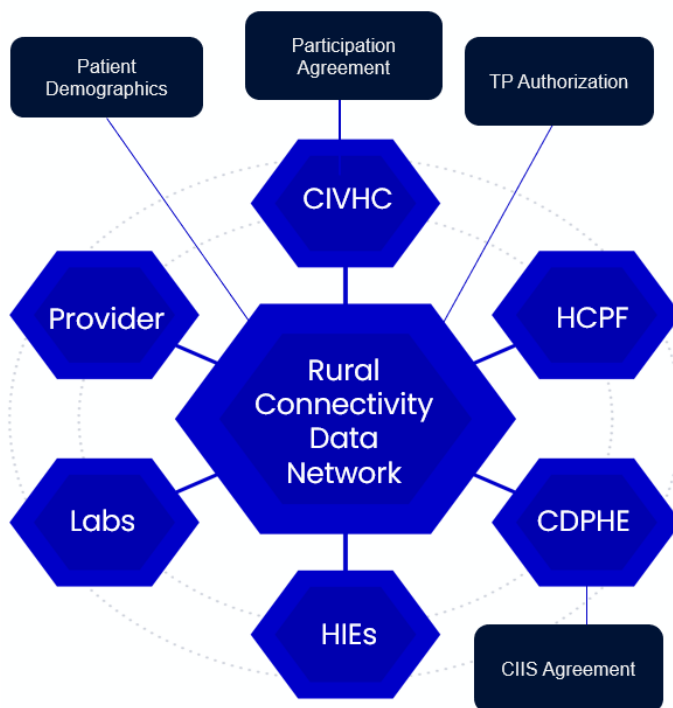 Patient
Demographics
Participation
Agreement
TP Authorization
CIVHC
Provider
HCPF
Rural
Connectivity
Data
Network
Labs
CDPHE
HIEs
CIIS Agreement